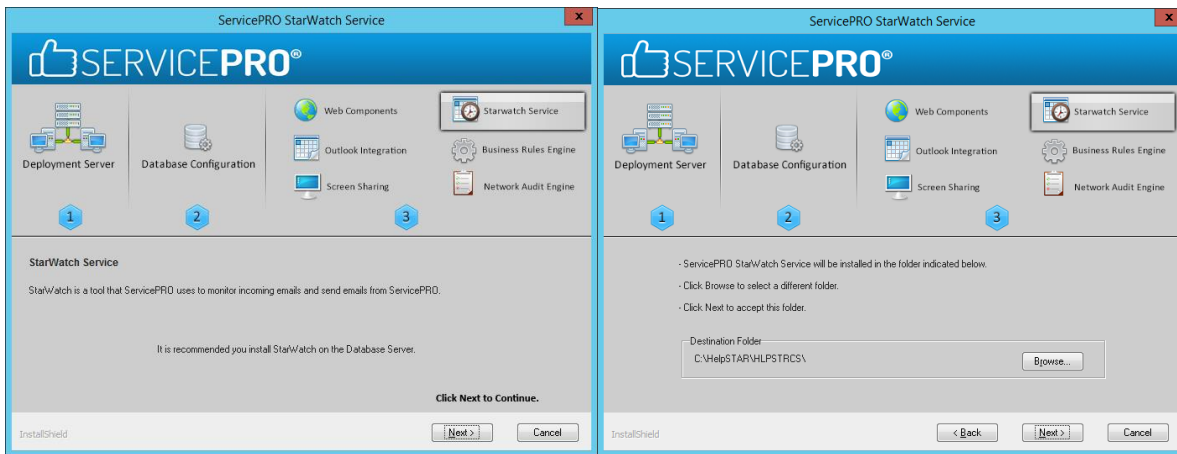 ServicePRO StarWatch Service
x
SERVICEPRO®
Deployment Server
Database Configuration
Web Components
Outlook Integration
Screen Sharing
Starwatch Service
Business Rules Engine
Network Audit Engine
1
2
3
StarWatch Service
StarWatch is a tool that ServicePRO uses to monitor incoming emails and send emails from ServicePRO.
It is recommended you install StarWatch on the Database Server.
Click Next to Continue.
InstallShield
Next >
Cancel
ServicePRO StarWatch Service
x
SERVICEPRO®
Deployment Server
Database Configuration
Web Components
Outlook Integration
Screen Sharing
Starwatch Service
Business Rules Engine
Network Audit Engine
1
2
3
- ServicePRO StarWatch Service will be installed in the folder indicated below.
- Click Browse to select a different folder.
- Click Next to accept this folder.
Destination Folder
C:\HelpSTAR\HLPSTRCS\
Browse...
InstallShield
< Back
Next >
Cancel